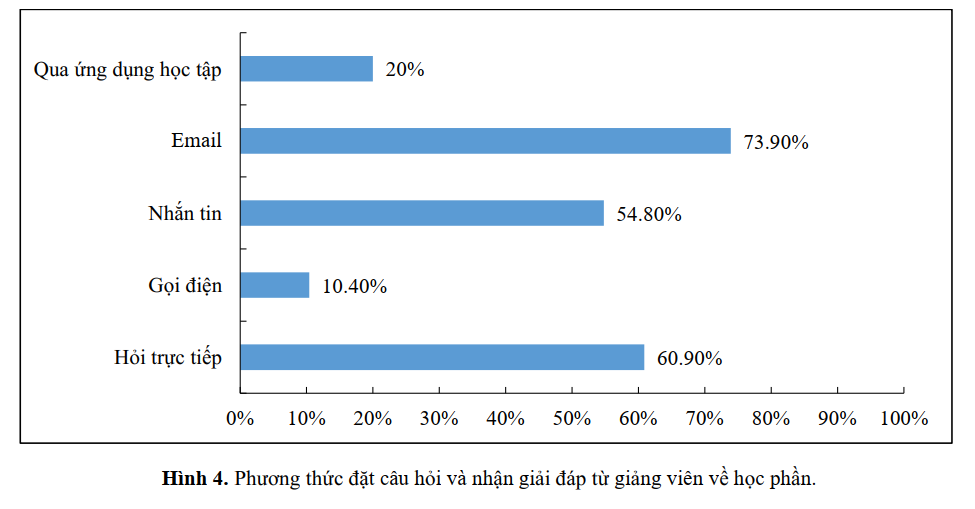 Qua ứng dụng học tập
20%
Email
73.90%
Nhắn tin
54.80%
Gọi điện
10.40%
Hỏi trực tiếp
60.90%
0% 10% 20% 30% 40% 50% 60% 70% 80% 90% 100%
Hình 4. Phương thức đặt câu hỏi và nhận giải đáp từ giảng viên về học phần.